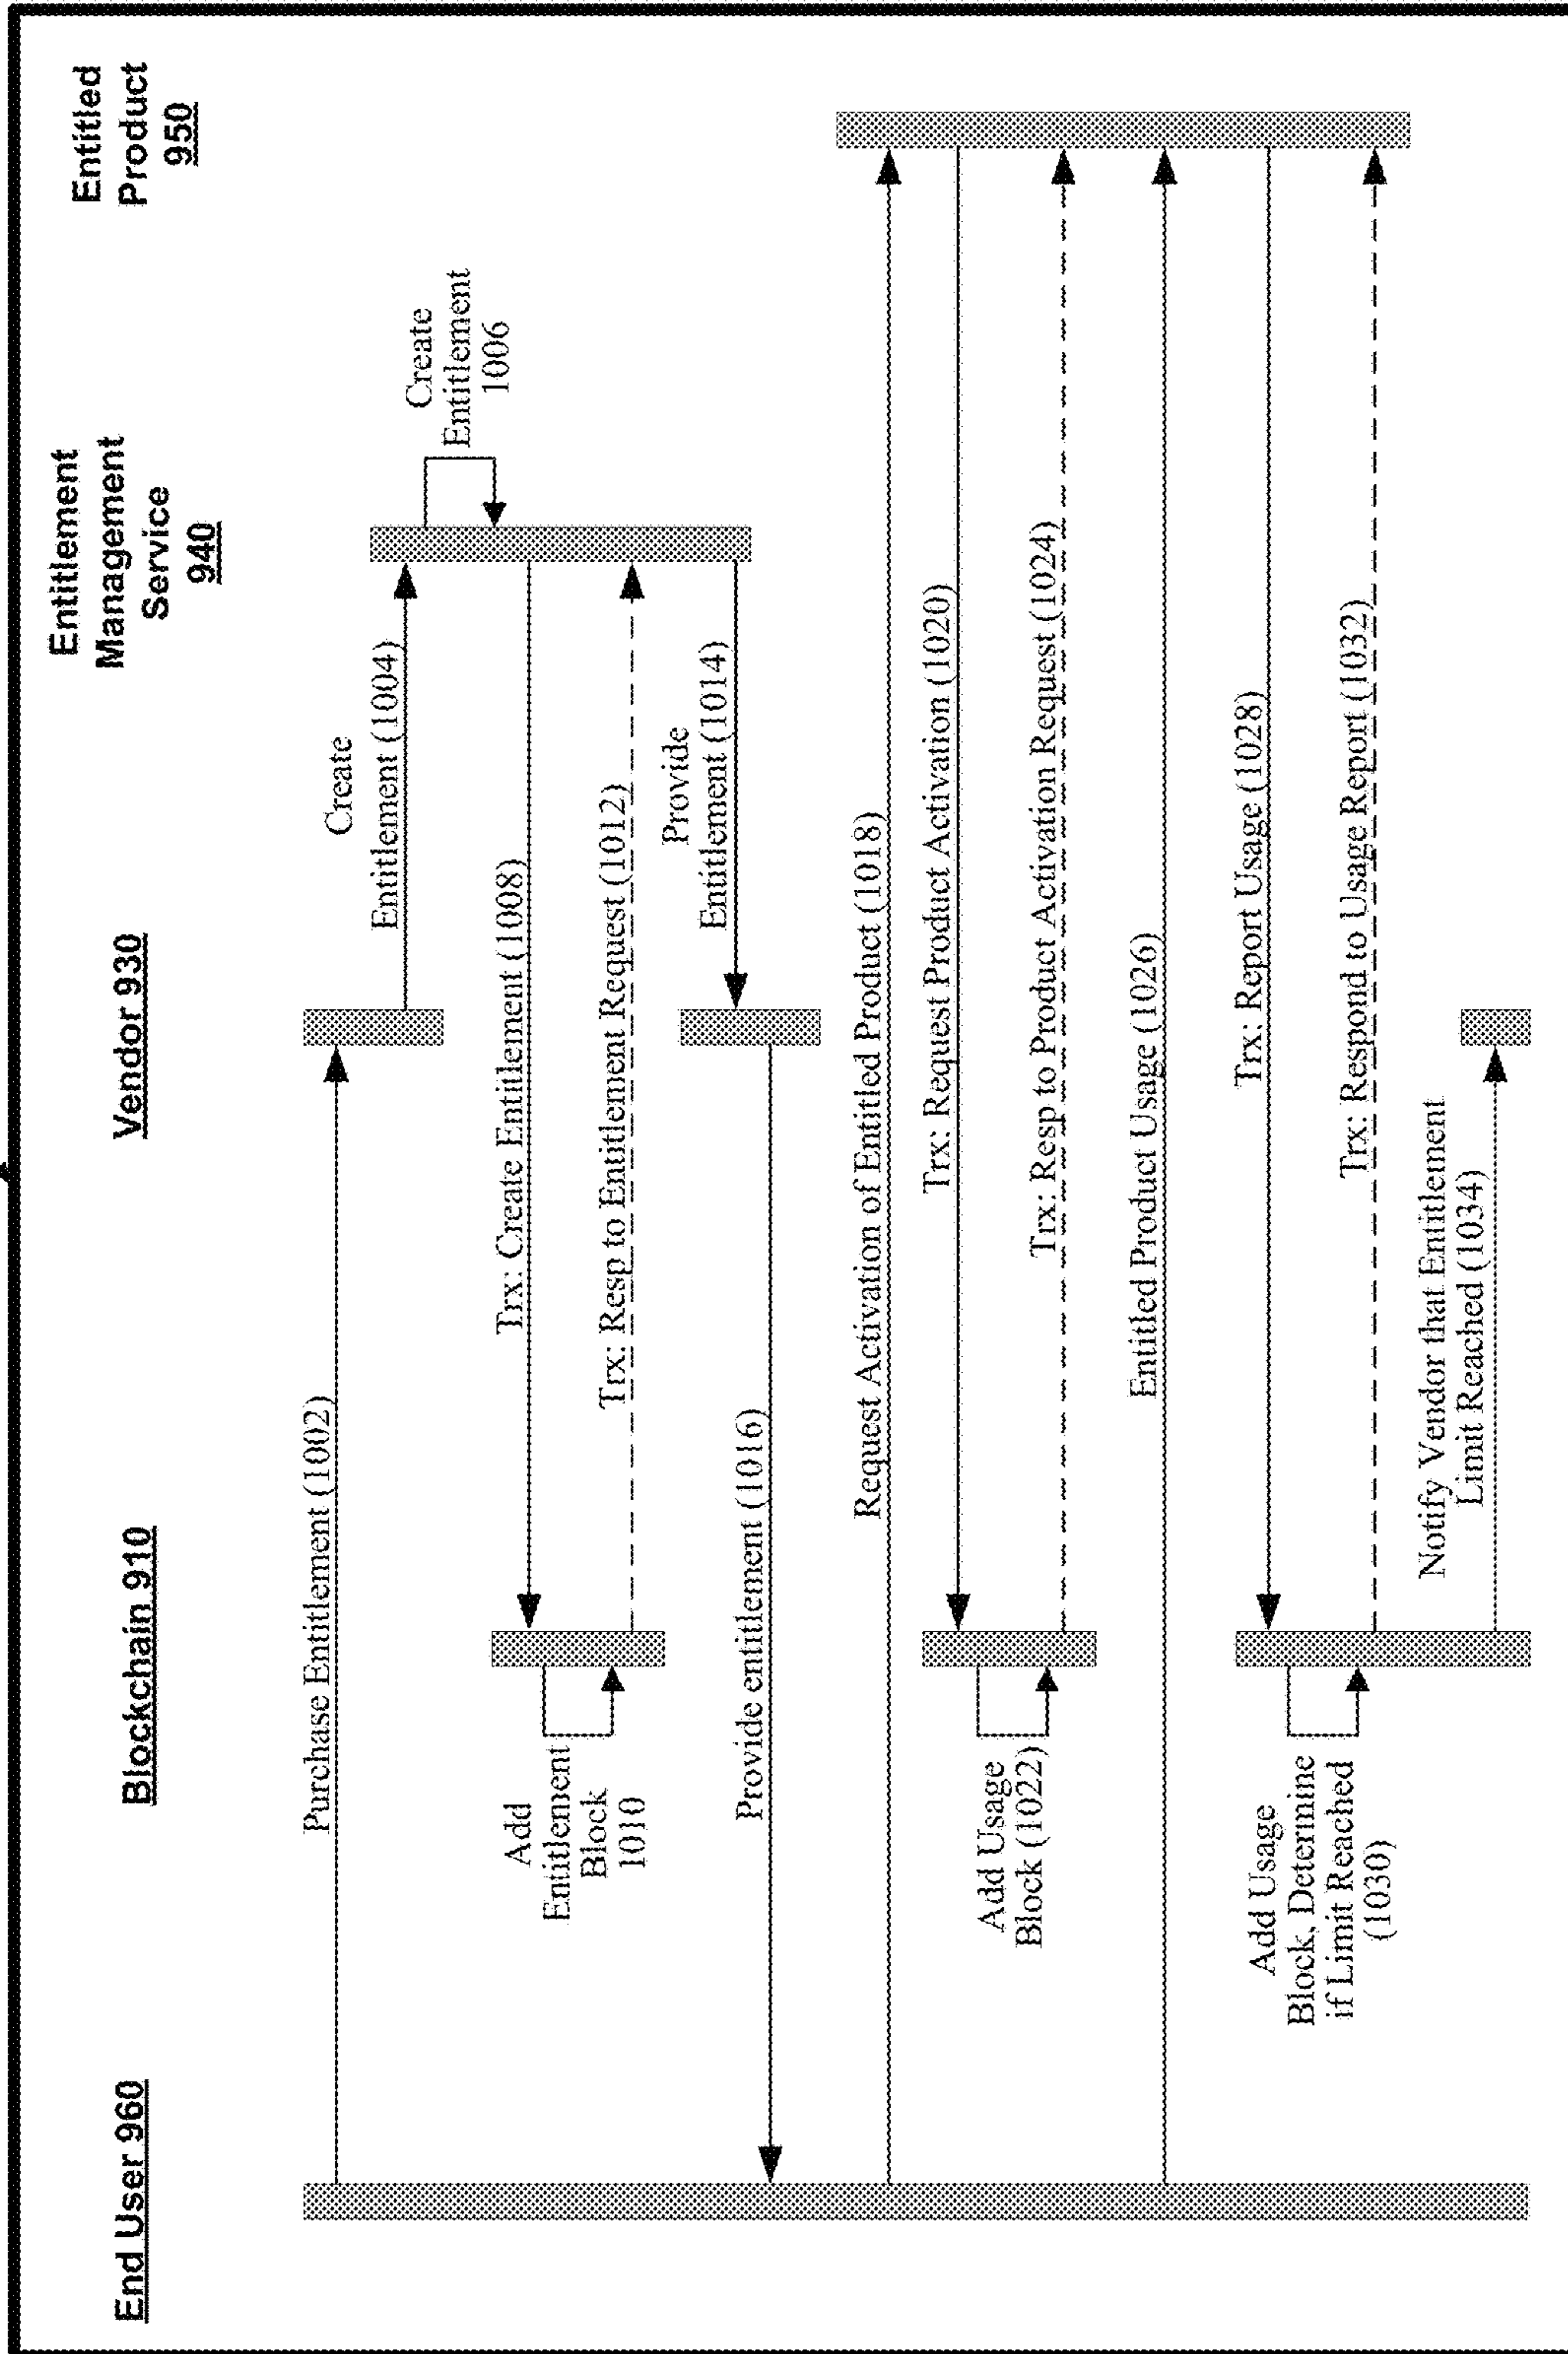 End User 960
Blockchain 910
Vendor 930
Entitlement
Management
Service
940
Entitled
Product
950
Purchase Entitlement (1002)
Create
Entitlement (1004)
Create
Entitlement
1006
Trx: Create Entitlement (1008)
Add
Entitlement
Block
1010
Trx: Resp to Entitlement Request (1012)
Provide
Entitlement (1014)
Provide entitlement (1016)
Request Activation of Entitled Product (1018)
Trx: Request Product Activation (1020)
Add Usage
Block (1022)
Trx: Resp to Product Activation Request (1024)
Entitled Product Usage (1026)
Trx: Report Usage (1028)
Add Usage
Block, Determine
if Limit Reached
(1030)
Trx: Respond to Usage Report (1032)
Notify Vendor that Entitlement
Limit Reached (1034)